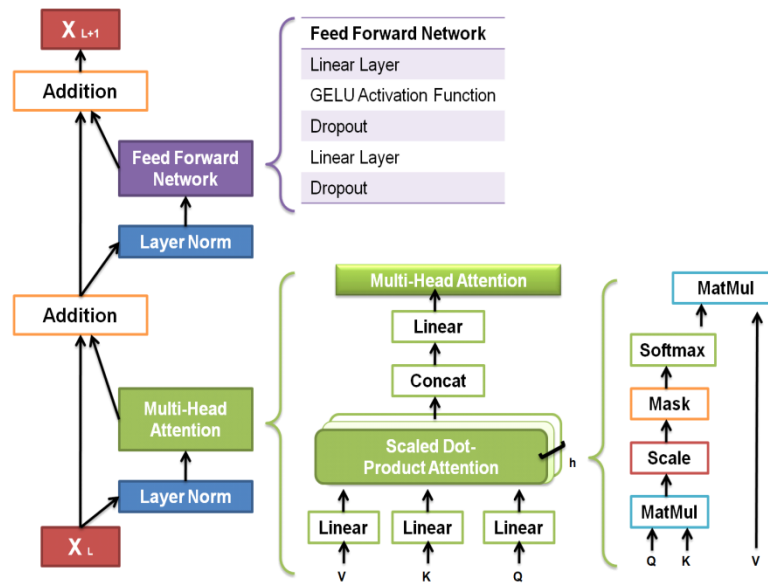 X L+1
Addition
Feed Forward
Network
Layer Norm
Addition
Multi-Head
Attention
Layer Norm
X L
Feed Forward Network
Linear Layer
GELU Activation Function
Dropout
Linear Layer
Dropout
Multi-Head Attention
Linear
Concat
Scaled Dot-
Product Attention
h
Linear
Linear
Linear
V
K
Q
MatMul
Softmax
Mask
Scale
MatMul
Q
K
V